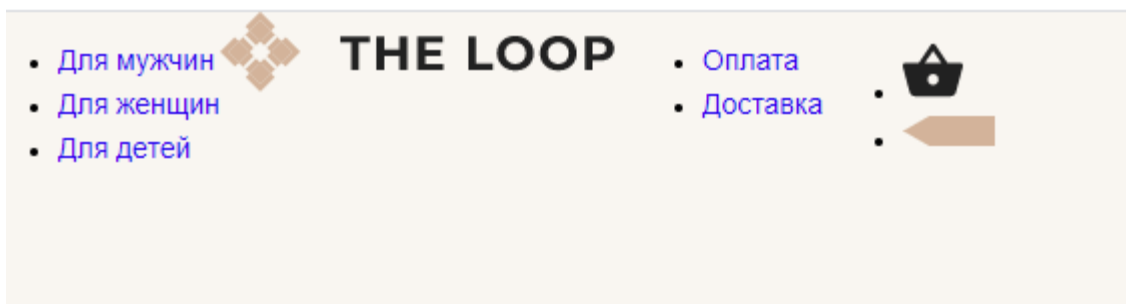 Для мужчин
Для женщин
Для детей
THE LOOP
Оплата
Доставка